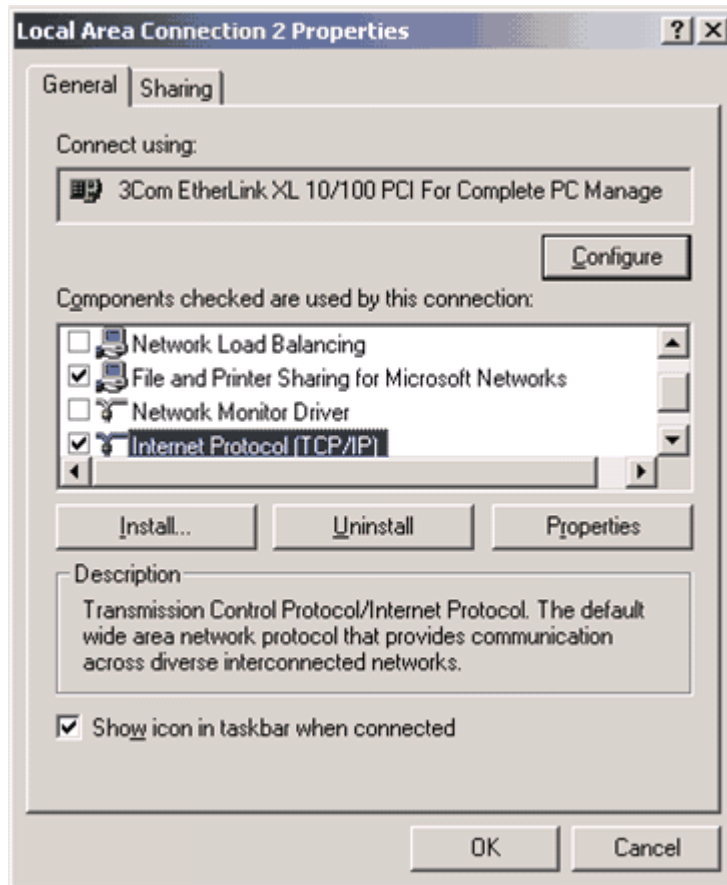 Local Area Connection 2 Properties
General
Sharing
Connect using:
3Com EtherLink XL 10/100 PCI For Complete PC Manage
Configure
Components checked are used by this connection:
Network Load Balancing
File and Printer Sharing for Microsoft Networks
Network Monitor Driver
Internet Protocol (TCP/IP)
Install...
Uninstall
Properties
Description
Transmission Control Protocol/Internet Protocol. The default
wide area network protocol that provides communication
across diverse interconnected networks.
Show icon in taskbar when connected
OK
Cancel